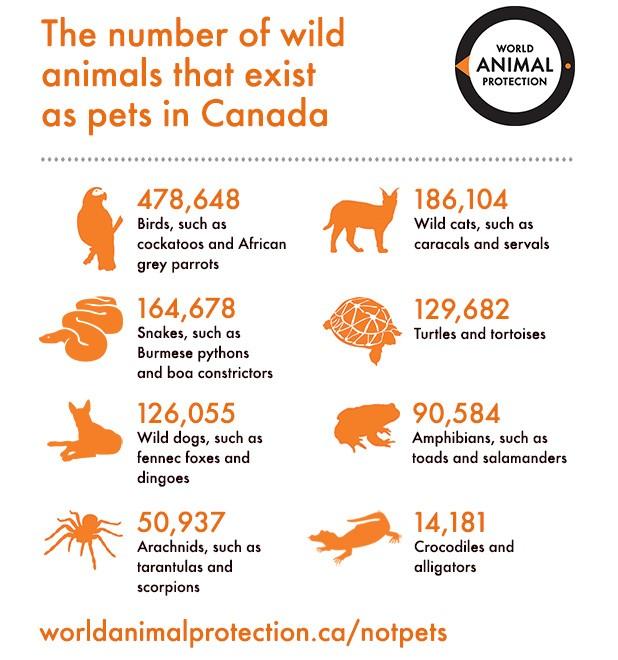 The number of wild
animals that exist
as pets in Canada
WORLD
ANIMAL
PROTECTION
478,648
Birds, such as
cockatoos and African
grey parrots
186,104
Wild cats, such as
caracals and servals
164,678
Snakes, such as
Burmese pythons
and boa constrictors
129,682
Turtles and tortoises
126,055
Wild dogs, such as
fennec foxes and
dingoes
90,584
Amphibians, such as
toads and salamanders
50,937
Arachnids, such as
tarantulas and
scorpions
14,181
Crocodiles and
alligators
worldanimalprotection.ca/notpets